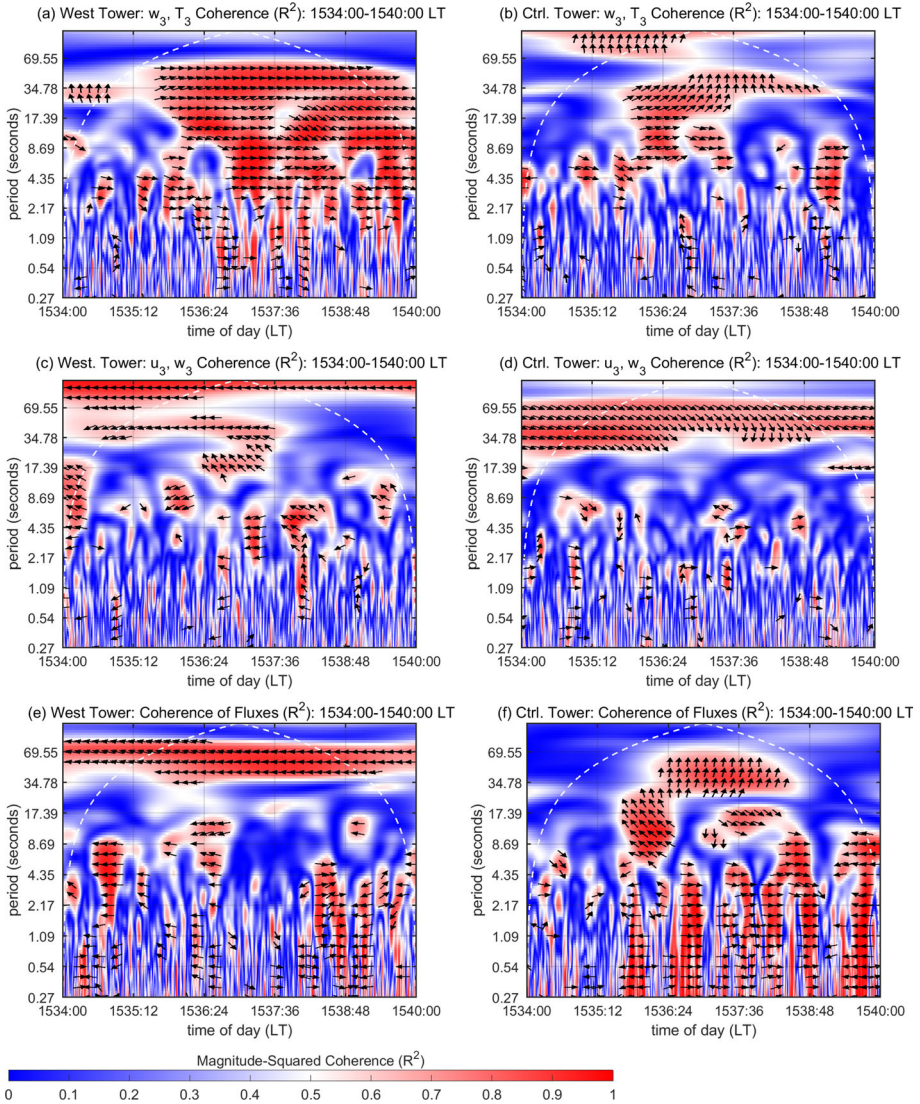 (a) West Tower: w3, T3 Coherence (R2): 1534:00-1540:00 LT
(b) Ctrl. Tower: w3, T3 Coherence (R2): 1534:00-1540:00 LT
period (seconds)
69.55
34.78
17.39
8.69
4.35
2.17
1.09
0.54
0.27
1534:00 1535:12 1536:24 1537:36 1538:48 1540:00
time of day (LT)
period (seconds)
69.55
34.78
17.39
8.69
4.35
2.17
1.09
0.54
0.27
1534:00 1535:12 1536:24 1537:36 1538:48 1540:00
time of day (LT)
(c) West. Tower: u3, w3 Coherence (R2): 1534:00-1540:00 LT
(d) Ctrl. Tower: u3, w3 Coherence (R2): 1534:00-1540:00 LT
period (seconds)
69.55
34.78
17.39
8.69
4.35
2.17
1.09
0.54
0.27
1534:00 1535:12 1536:24 1537:36 1538:48 1540:00
time of day (LT)
period (seconds)
69.55
34.78
17.39
8.69
4.35
2.17
1.09
0.54
0.27
1534:00 1535:12 1536:24 1537:36 1538:48 1540:00
time of day (LT)
(e) West Tower: Coherence of Fluxes (R2): 1534:00-1540:00 LT
(f) Ctrl. Tower: Coherence of Fluxes (R2): 1534:00-1540:00 LT
period (seconds)
69.55
34.78
17.39
8.69
4.35
2.17
1.09
0.54
0.27
1534:00 1535:12 1536:24 1537:36 1538:48 1540:00
time of day (LT)
period (seconds)
69.55
34.78
17.39
8.69
4.35
2.17
1.09
0.54
0.27
1534:00 1535:12 1536:24 1537:36 1538:48 1540:00
time of day (LT)
Magnitude-Squared Coherence (R2)
0 0.1 0.2 0.3 0.4 0.5 0.6 0.7 0.8 0.9 1